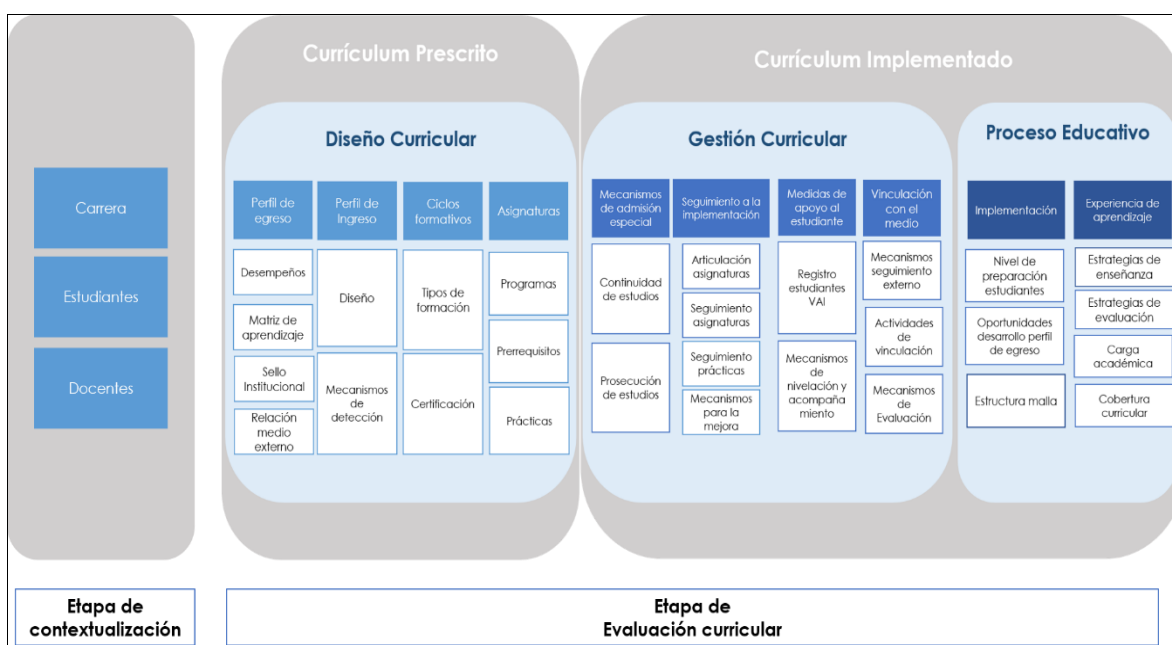 Currículum Prescrito
Currículum Implementado
Diseño Curricular
Gestión Curricular
Proceso Educativo
Carrera
Estudiantes
Docentes
Perfil de
egreso
Desempeños
Matriz de
aprendizaje
Sello
Institucional
Relación
medio
externo
Perfil de
Ingreso
Diseño
Mecanismos
de
detección
Ciclos
formativos
Tipos de
formación
Certificación
Asignaturas
Programas
Prerrequisitos
Prácticas
Mecanismos
de admisión
especial
Continuidad
de estudios
Prosecución
de estudios
Seguimiento a la
implementación
Articulación
asignaturas
Seguimiento
asignaturas
Seguimiento
prácticas
Mecanismos
para la
mejora
Medidas de
apoyo al
estudiante
Registro
estudiantes
VAI
Mecanismos
de
nivelación y
acompaña
miento
Vinculación
con el
medio
Mecanismos
seguimiento
externo
Actividades
de
vinculación
Mecanismos
de
Evaluación
Implementación
Nivel de
preparación
estudiantes
Oportunidades
desarrollo perfil
de egreso
Estructura malla
Experiencia de
aprendizaje
Estrategias de
enseñanza
Estrategias de
evaluación
Carga
académica
Cobertura
curricular
Etapa de
contextualización
Etapa de
Evaluación curricular